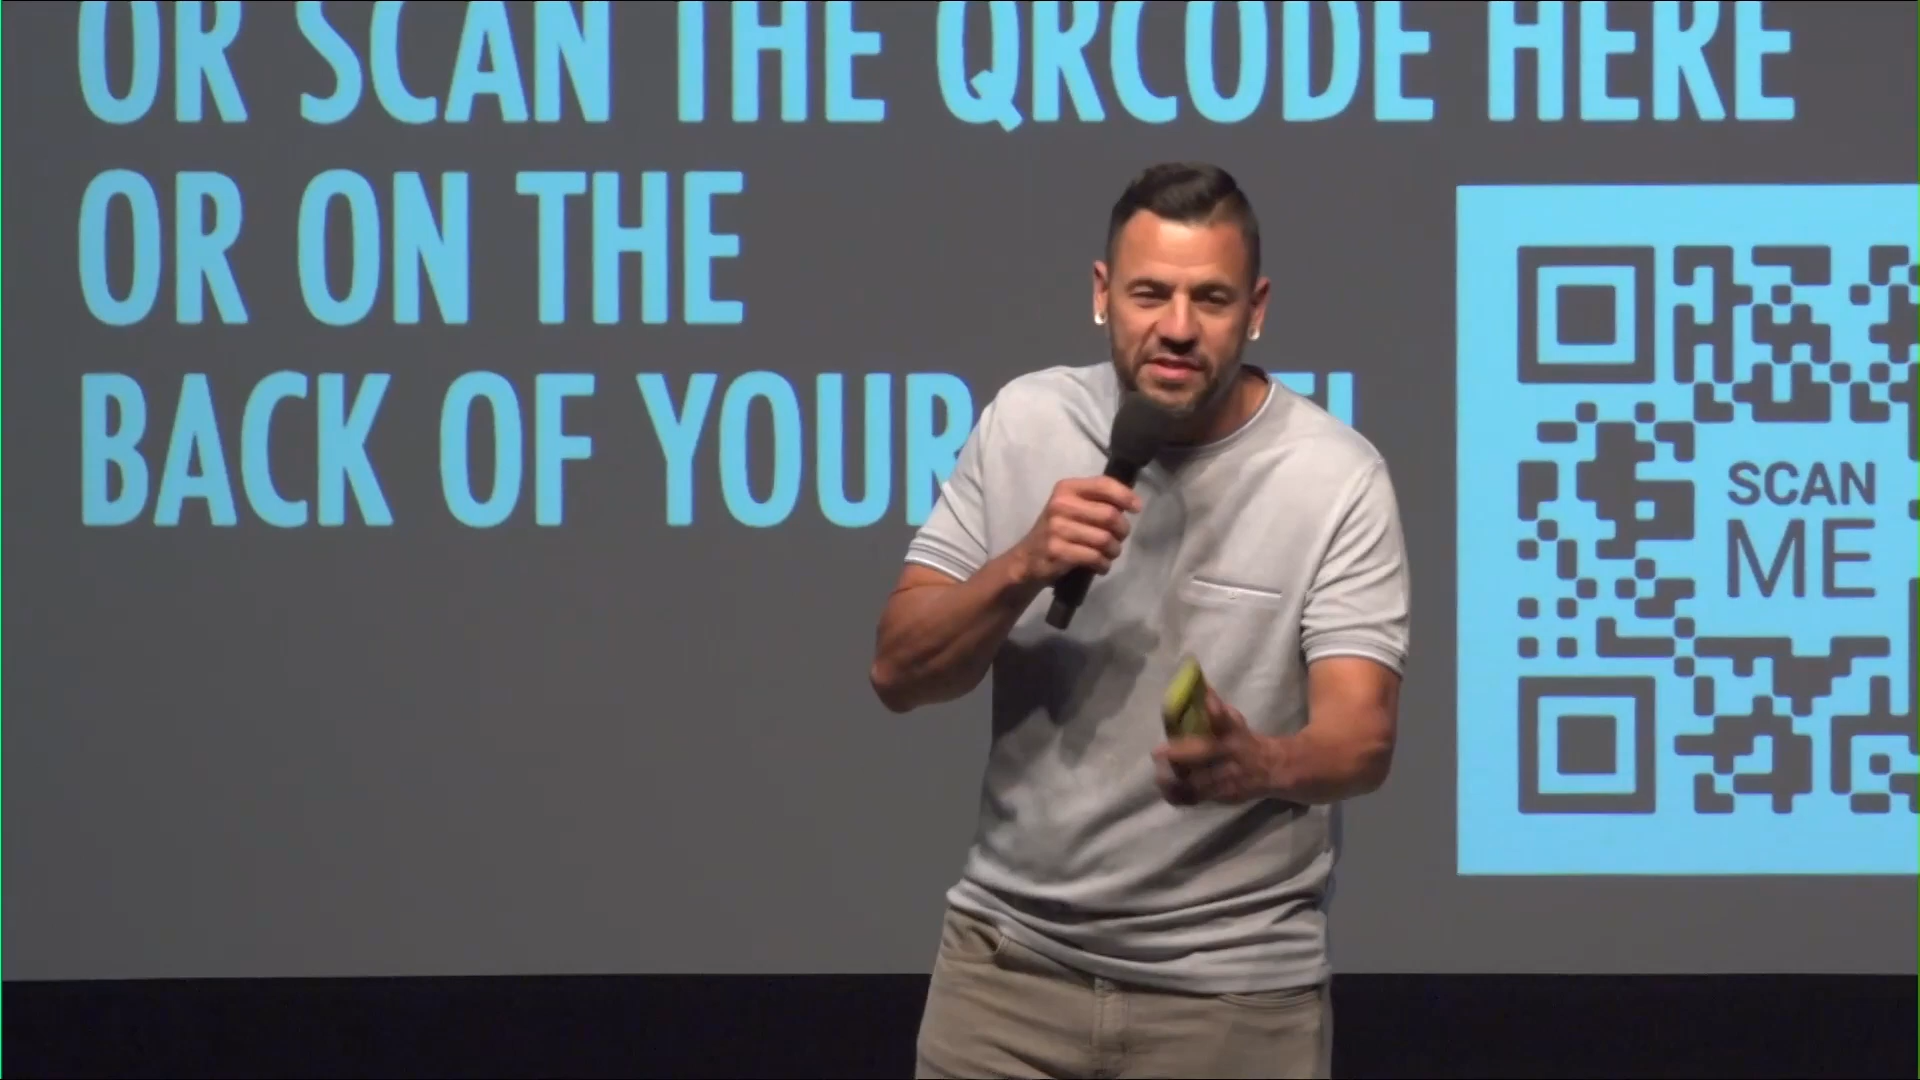 OR SCAN THE QRCODE HERE
OR ON THE
BACK OF YOUR
SCAN
ME